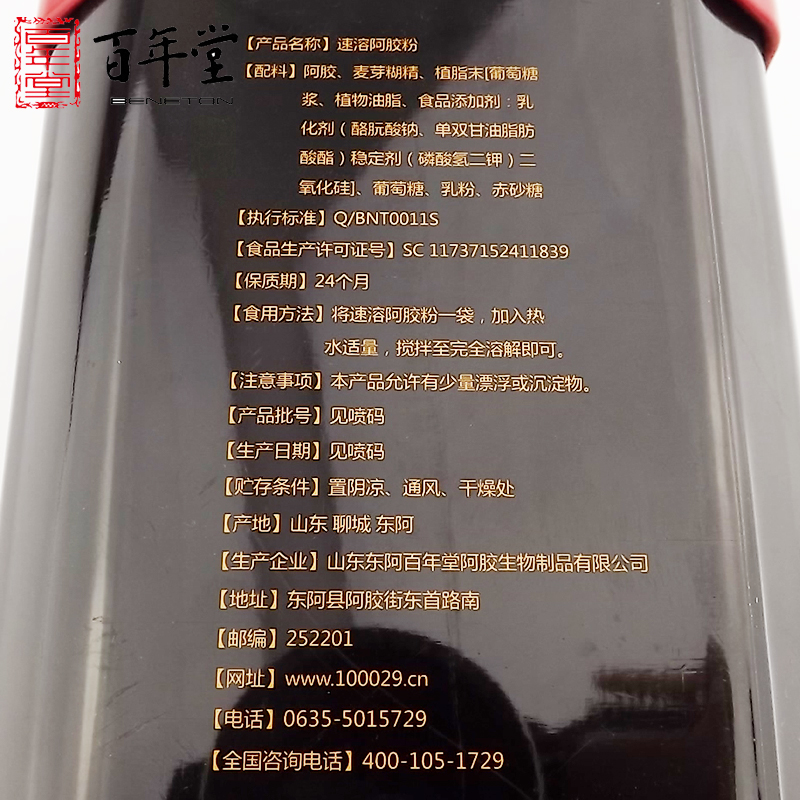 百年堂
百年堂
BENETON
【产品名称】速溶阿胶粉
【配料】阿胶、麦芽糊精、植脂末[葡萄糖
浆、植物油脂、食品添加剂：乳
化剂（酪朊酸钠、单双甘油脂肪
酸酯）稳定剂（磷酸氢二钾）二
氧化硅]、葡萄糖、乳粉、赤砂糖
【执行标准】Q/BNT0011S
【食品生产许可证号】SC 11737152411839
【保质期】24个月
【食用方法】将速溶阿胶粉一袋，加入热
水适量，搅拌至完全溶解即可。
【注意事项】本产品允许有少量漂浮或沉淀物。
【产品批号】见喷码
【生产日期】见喷码
【贮存条件】置阴凉、通风、干燥处
【产地】山东 聊城 东阿
【生产企业】山东东阿百年堂阿胶生物制品有限公司
【地址】东阿县阿胶街东首路南
【邮编】252201
【网址】www.100029.cn
【电话】0635-5015729
【全国咨询电话】400-105-1729